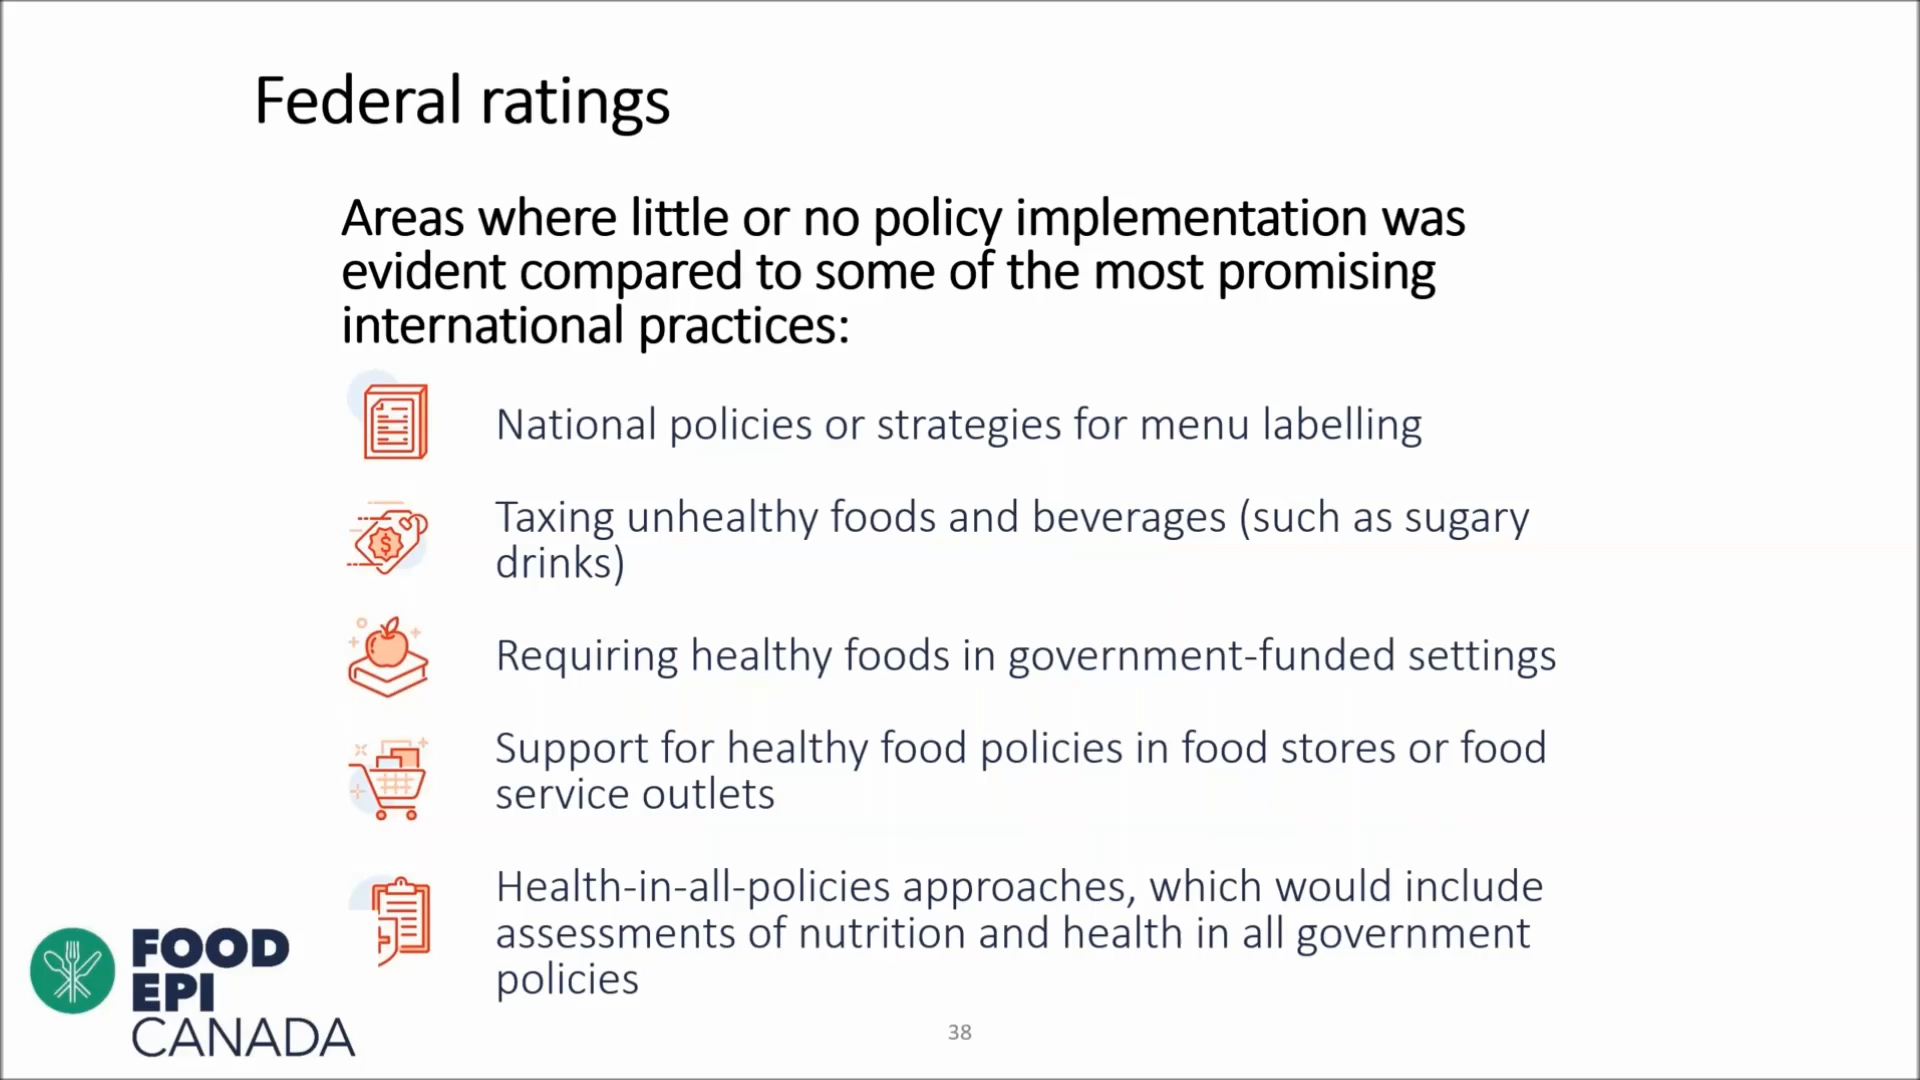 Federal ratings
Areas where little or no policy implementation was
evident compared to some of the most promising
international practices:
National policies or strategies for menu labelling
$
Taxing unhealthy foods and beverages (such as sugary
drinks)
Requiring healthy foods in government-funded settings
Support for healthy food policies in food stores or food
service outlets
Health-in-all-policies approaches, which would include
assessments of nutrition and health in all government
policies
FOOD
EPI
CANADA
38